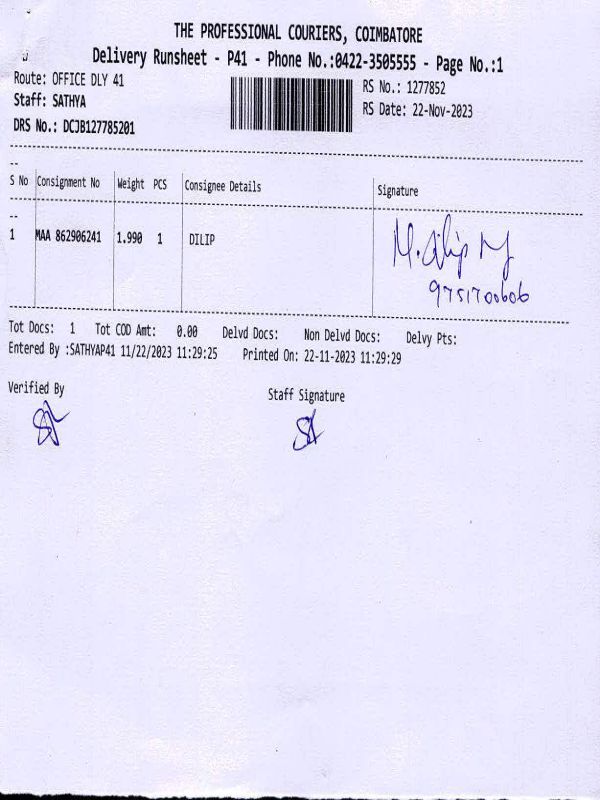 THE PROFESSIONAL COURIERS, COIMBATORE
Delivery Runsheet - P41 - Phone No.:0422-3505555 - Page No.:1
Route: OFFICE DLY 41
RS No.: 1277852
Staff: SATHYA
RS Date: 22-Nov-2023
DRS No.: DCJB127785201
--
S No Consignment No Weight PCS Consignee Details Signature
--
1 MAA 862906241 1.990 1 DILIP
M. Dilip
9751700606
Tot Docs: 1 Tot COD Amt: 0.00 Delvd Docs: Non Delvd Docs: Delvy Pts:
Entered By :SATHYAP41 11/22/2023 11:29:25 Printed On: 22-11-2023 11:29:29
Verified By Staff Signature